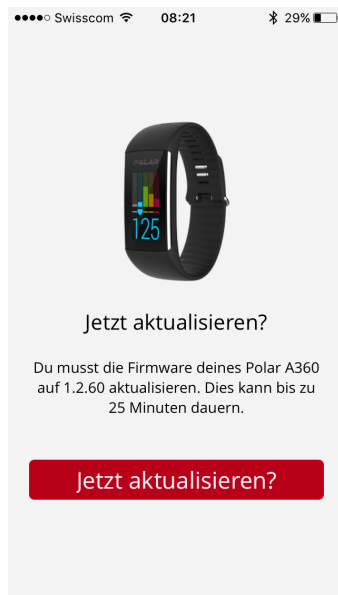 Swisscom 08:21 29%
POLAR
125
Jetzt aktualisieren?
Du musst die Firmware deines Polar A360
auf 1.2.60 aktualisieren. Dies kann bis zu
25 Minuten dauern.
Jetzt aktualisieren?